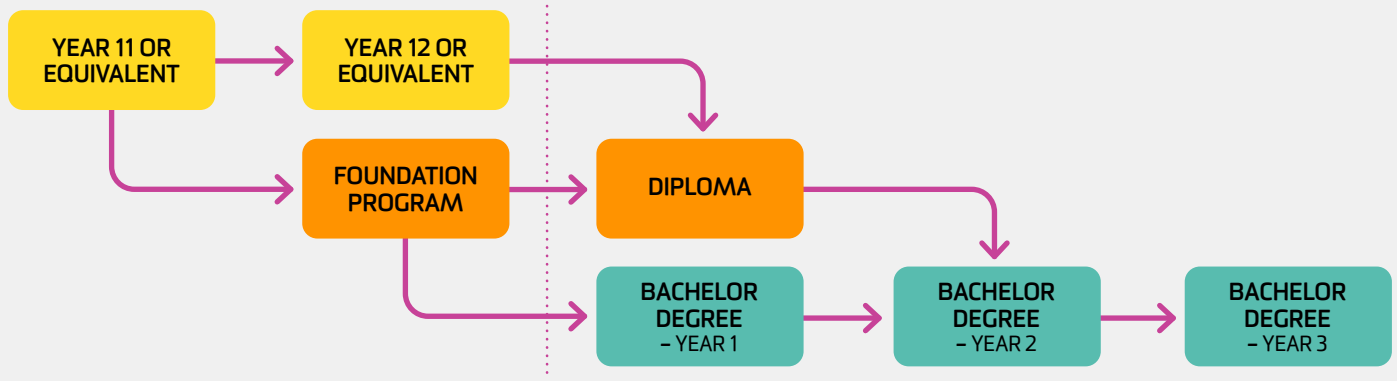 YEAR 11 OR
EQUIVALENT
YEAR 12 OR
EQUIVALENT
FOUNDATION
PROGRAM
DIPLOMA
BACHELOR
DEGREE
– YEAR 1
BACHELOR
DEGREE
– YEAR 2
BACHELOR
DEGREE
– YEAR 3